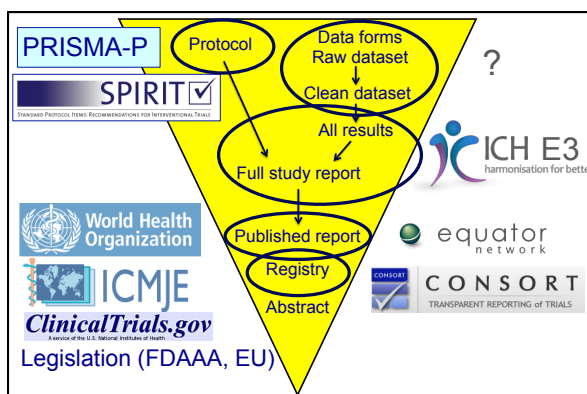 PRISMA-P
Protocol
Data forms
Raw dataset
?
SPIRIT
STANDARD PROTOCOL ITEMS: RECOMMENDATIONS FOR INTERVENTIONAL TRIALS
Clean dataset
All results
Full study report
ICH E3
harmonisation for bette
World Health
Organization
Published report
equator
network
Registry
ICMJE
CONSORT
CONSORT
TRANSPARENT REPORTING of TRIALS
Abstract
ClinicalTrials.gov
A service of the U.S. National Institutes of Health
Legislation (FDAAA, EU)